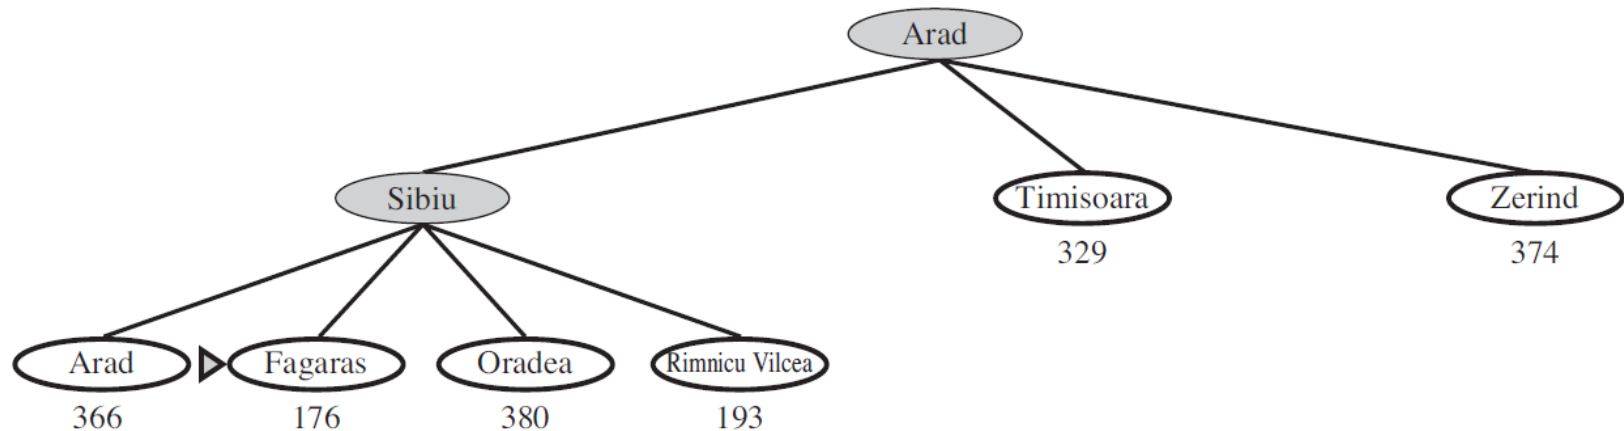 Arad
Sibiu
Timisoara
Zerind
329
374
Arad
Fagaras
Oradea
Rimnicu Vilcea
366
176
380
193